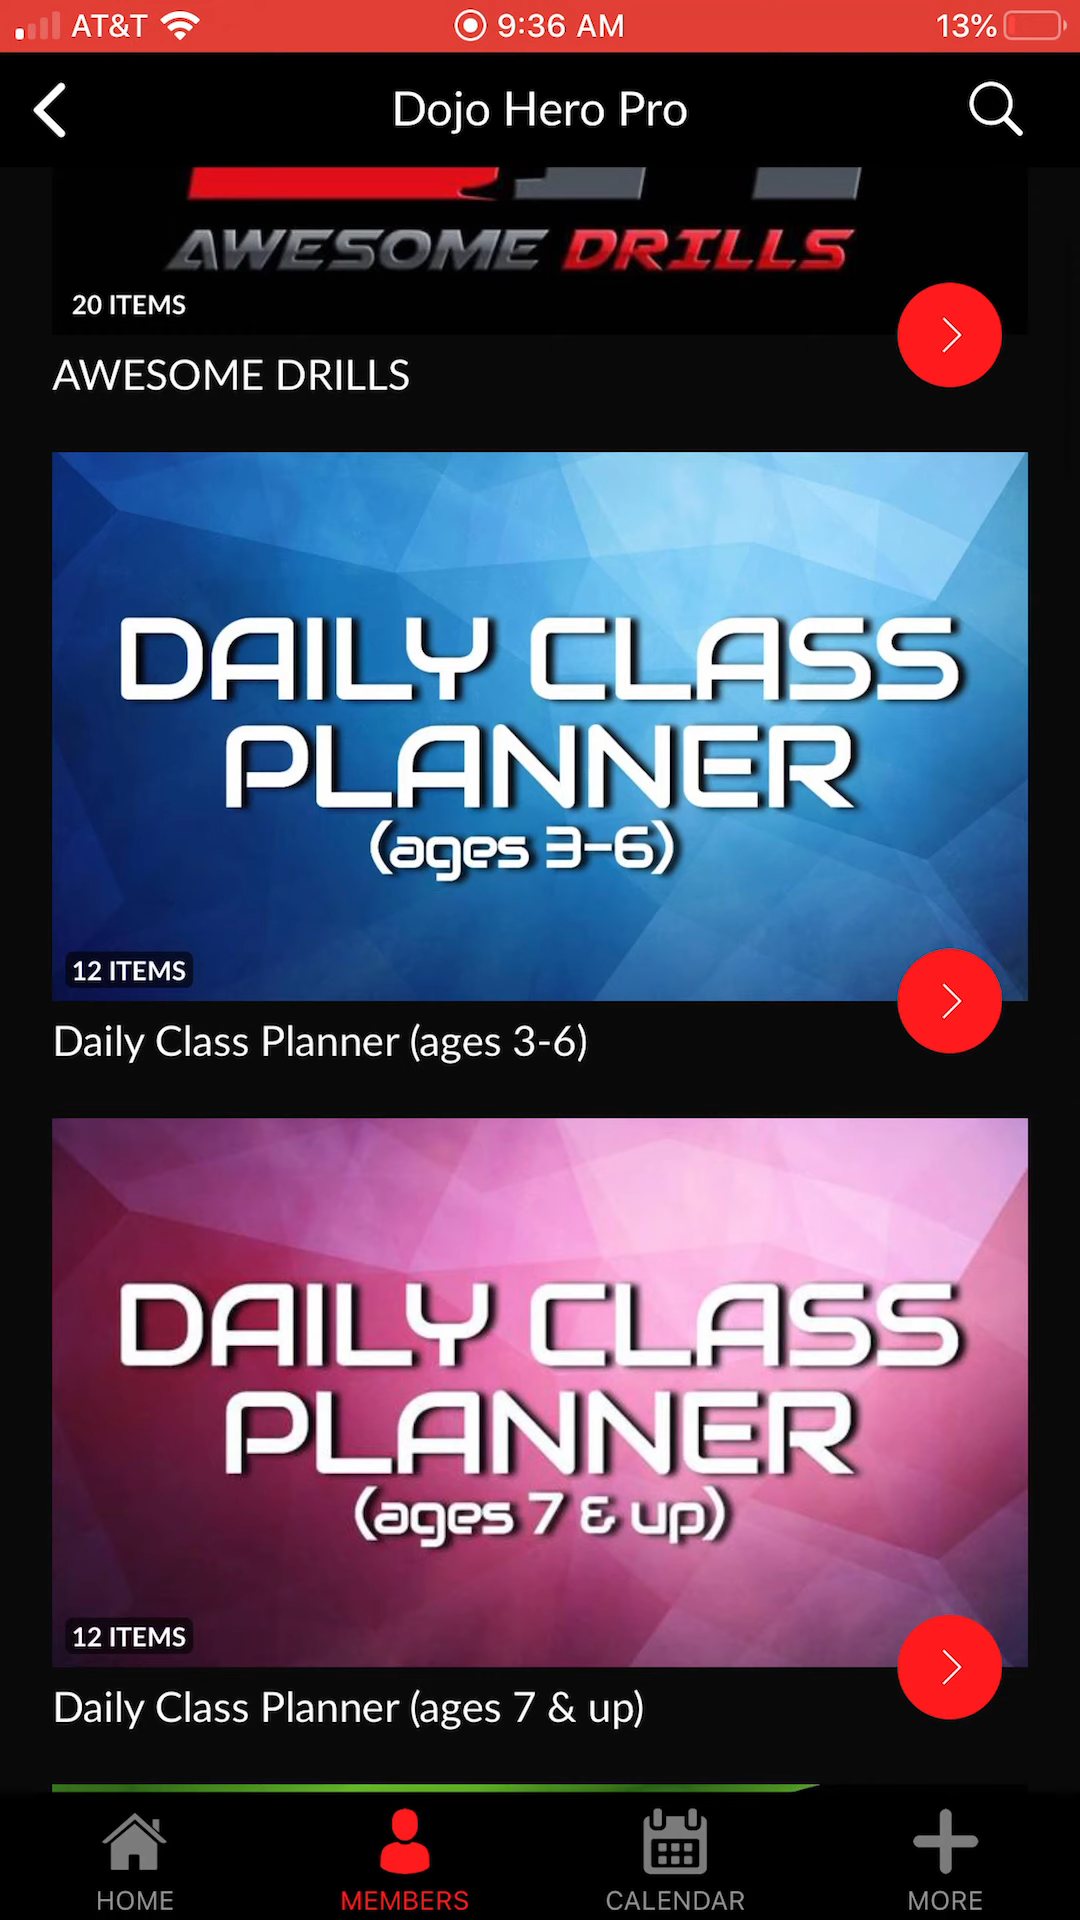 AT&T 9:36 AM 13%
Dojo Hero Pro
AWESOME DRILLS
20 ITEMS
AWESOME DRILLS
DAILY CLASS
PLANNER
(ages 3-6)
12 ITEMS
Daily Class Planner (ages 3-6)
DAILY CLASS
PLANNER
(ages 7 & up)
12 ITEMS
Daily Class Planner (ages 7 & up)
HOME MEMBERS CALENDAR MORE